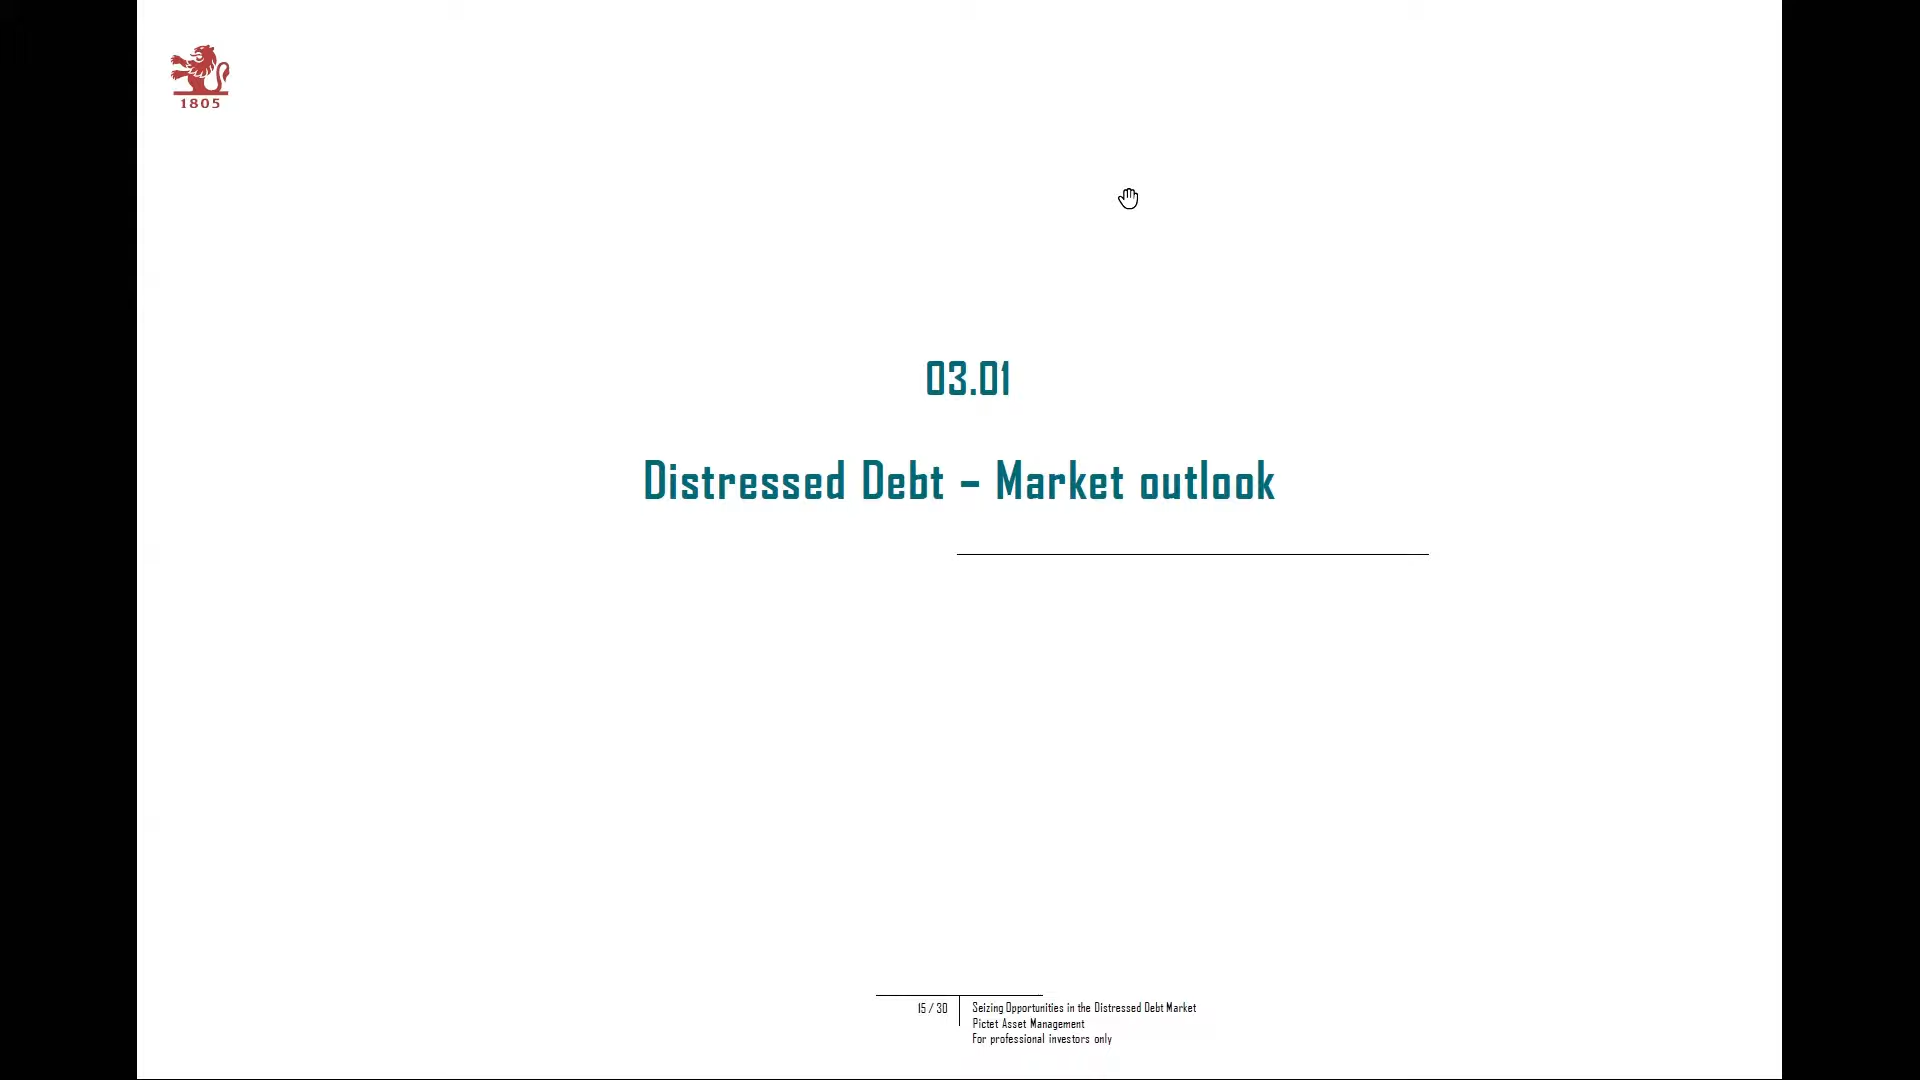 1805
03.01
Distressed Debt – Market outlook
15 / 30
Seizing Opportunities in the Distressed Debt Market
Pictet Asset Management
For professional investors only